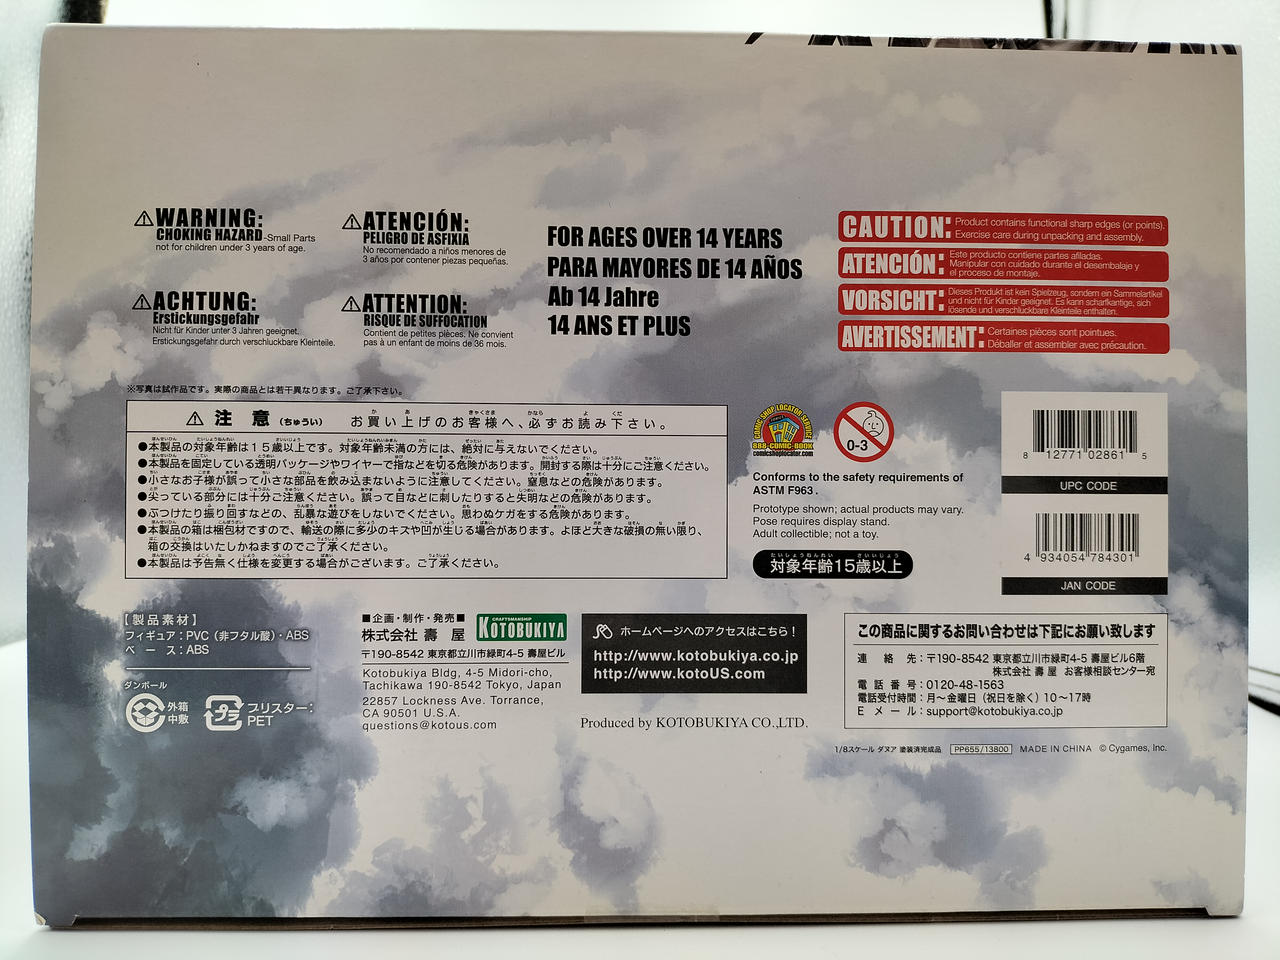 ⚠WARNING:
CHOKING HAZARD-Small Parts
not for children under 3 years of age.
⚠ATENCIÓN:
PELIGRO DE ASFIXIA
No recomendado a niños menores de
3 años por contener piezas pequeñas.
⚠ACHTUNG:
Erstickungsgefahr
Nicht für Kinder unter 3 Jahren geeignet.
Erstickungsgefahr durch verschluckbare Kleinteile.
⚠ATTENTION:
RISQUE DE SUFFOCATION
Contient de petites pièces. Ne convient
pas à un enfant de moins de 36 mois.
FOR AGES OVER 14 YEARS
PARA MAYORES DE 14 AÑOS
Ab 14 Jahre
14 ANS ET PLUS
CAUTION: Product contains functional sharp edges (or points).
Exercise care during unpacking and assembly.
ATENCIÓN: Este producto contiene partes afiladas.
Manipular con cuidado durante el desembalaje y
el proceso de montaje.
VORSICHT: Dieses Produkt ist kein Spielzeug, sondern ein Sammelartikel
und nicht für Kinder geeignet. Es kann scharfkantige, sich
lösende und verschluckbare Kleinteile enthalten.
AVERTISSEMENT: Certaines pièces sont pointues.
Déballer et assembler avec précaution.
※写真は試作品です。実際の商品とは若干異なります。ご了承下さい。
⚠ 注 意 (ちゅうい) お買い上げのお客様へ、必ずお読み下さい。
●本製品の対象年齢は15歳以上です。対象年齢未満の方には、絶対に与えないでください。
●本製品を固定している透明パッケージやワイヤーで指などを切る危険があります。開封する際は十分にご注意ください。
●小さなお子様が誤って小さな部品を飲み込まないように注意してください。窒息などの危険があります。
●尖っている部分には十分ご注意ください。誤って目などに刺したりすると失明などの危険があります。
●ぶつけたり振り回すなどの、乱暴な遊びをしないでください。思わぬケガをする危険があります。
●本製品の箱は梱包材ですので、輸送の際に多少のキズや凹が生じる場合があります。よほど大きな破損の無い限り、
箱の交換はいたしかねますのでご了承ください。
●本製品は予告無く仕様を変更する場合がございます。ご了承ください。
COMIC SHOP LOCATOR SERVICE
888-COMIC-BOOK
comicshoplocator.com
0-3
Conforms to the safety requirements of
ASTM F963.
Prototype shown; actual products may vary.
Pose requires display stand.
Adult collectible; not a toy.
対象年齢15歳以上
8 12771 02861 5
UPC CODE
4 934054 784301
JAN CODE
【製品素材】
フィギュア：PVC（非フタル酸）・ABS
ベース：ABS
ダンボール
外箱
中敷
プラ
ブリスター：
PET
■企画・制作・発売■
株式会社 壽 屋
CRAFTSMANSHIP
KOTOBUKIYA
〒190-8542 東京都立川市緑町4-5 壽屋ビル
Kotobukiya Bldg, 4-5 Midori-cho,
Tachikawa 190-8542 Tokyo, Japan
22857 Lockness Ave. Torrance,
CA 90501 U.S.A.
questions@kotous.com
ホームページへのアクセスはこちら！
http://www.kotobukiya.co.jp
http://www.kotoUS.com
Produced by KOTOBUKIYA CO.,LTD.
この商品に関するお問い合わせは下記にお願い致します
連 絡 先：〒190-8542 東京都立川市緑町4-5 壽屋ビル6階
株式会社 壽 屋 お客様相談センター宛
電 話 番 号：0120-48-1563
電話受付時間：月〜金曜日（祝日を除く）10〜17時
E メ ー ル：support@kotobukiya.co.jp
1/8スケール ダヌア 塗装済完成品 PP655/13800 MADE IN CHINA © Cygames, Inc.